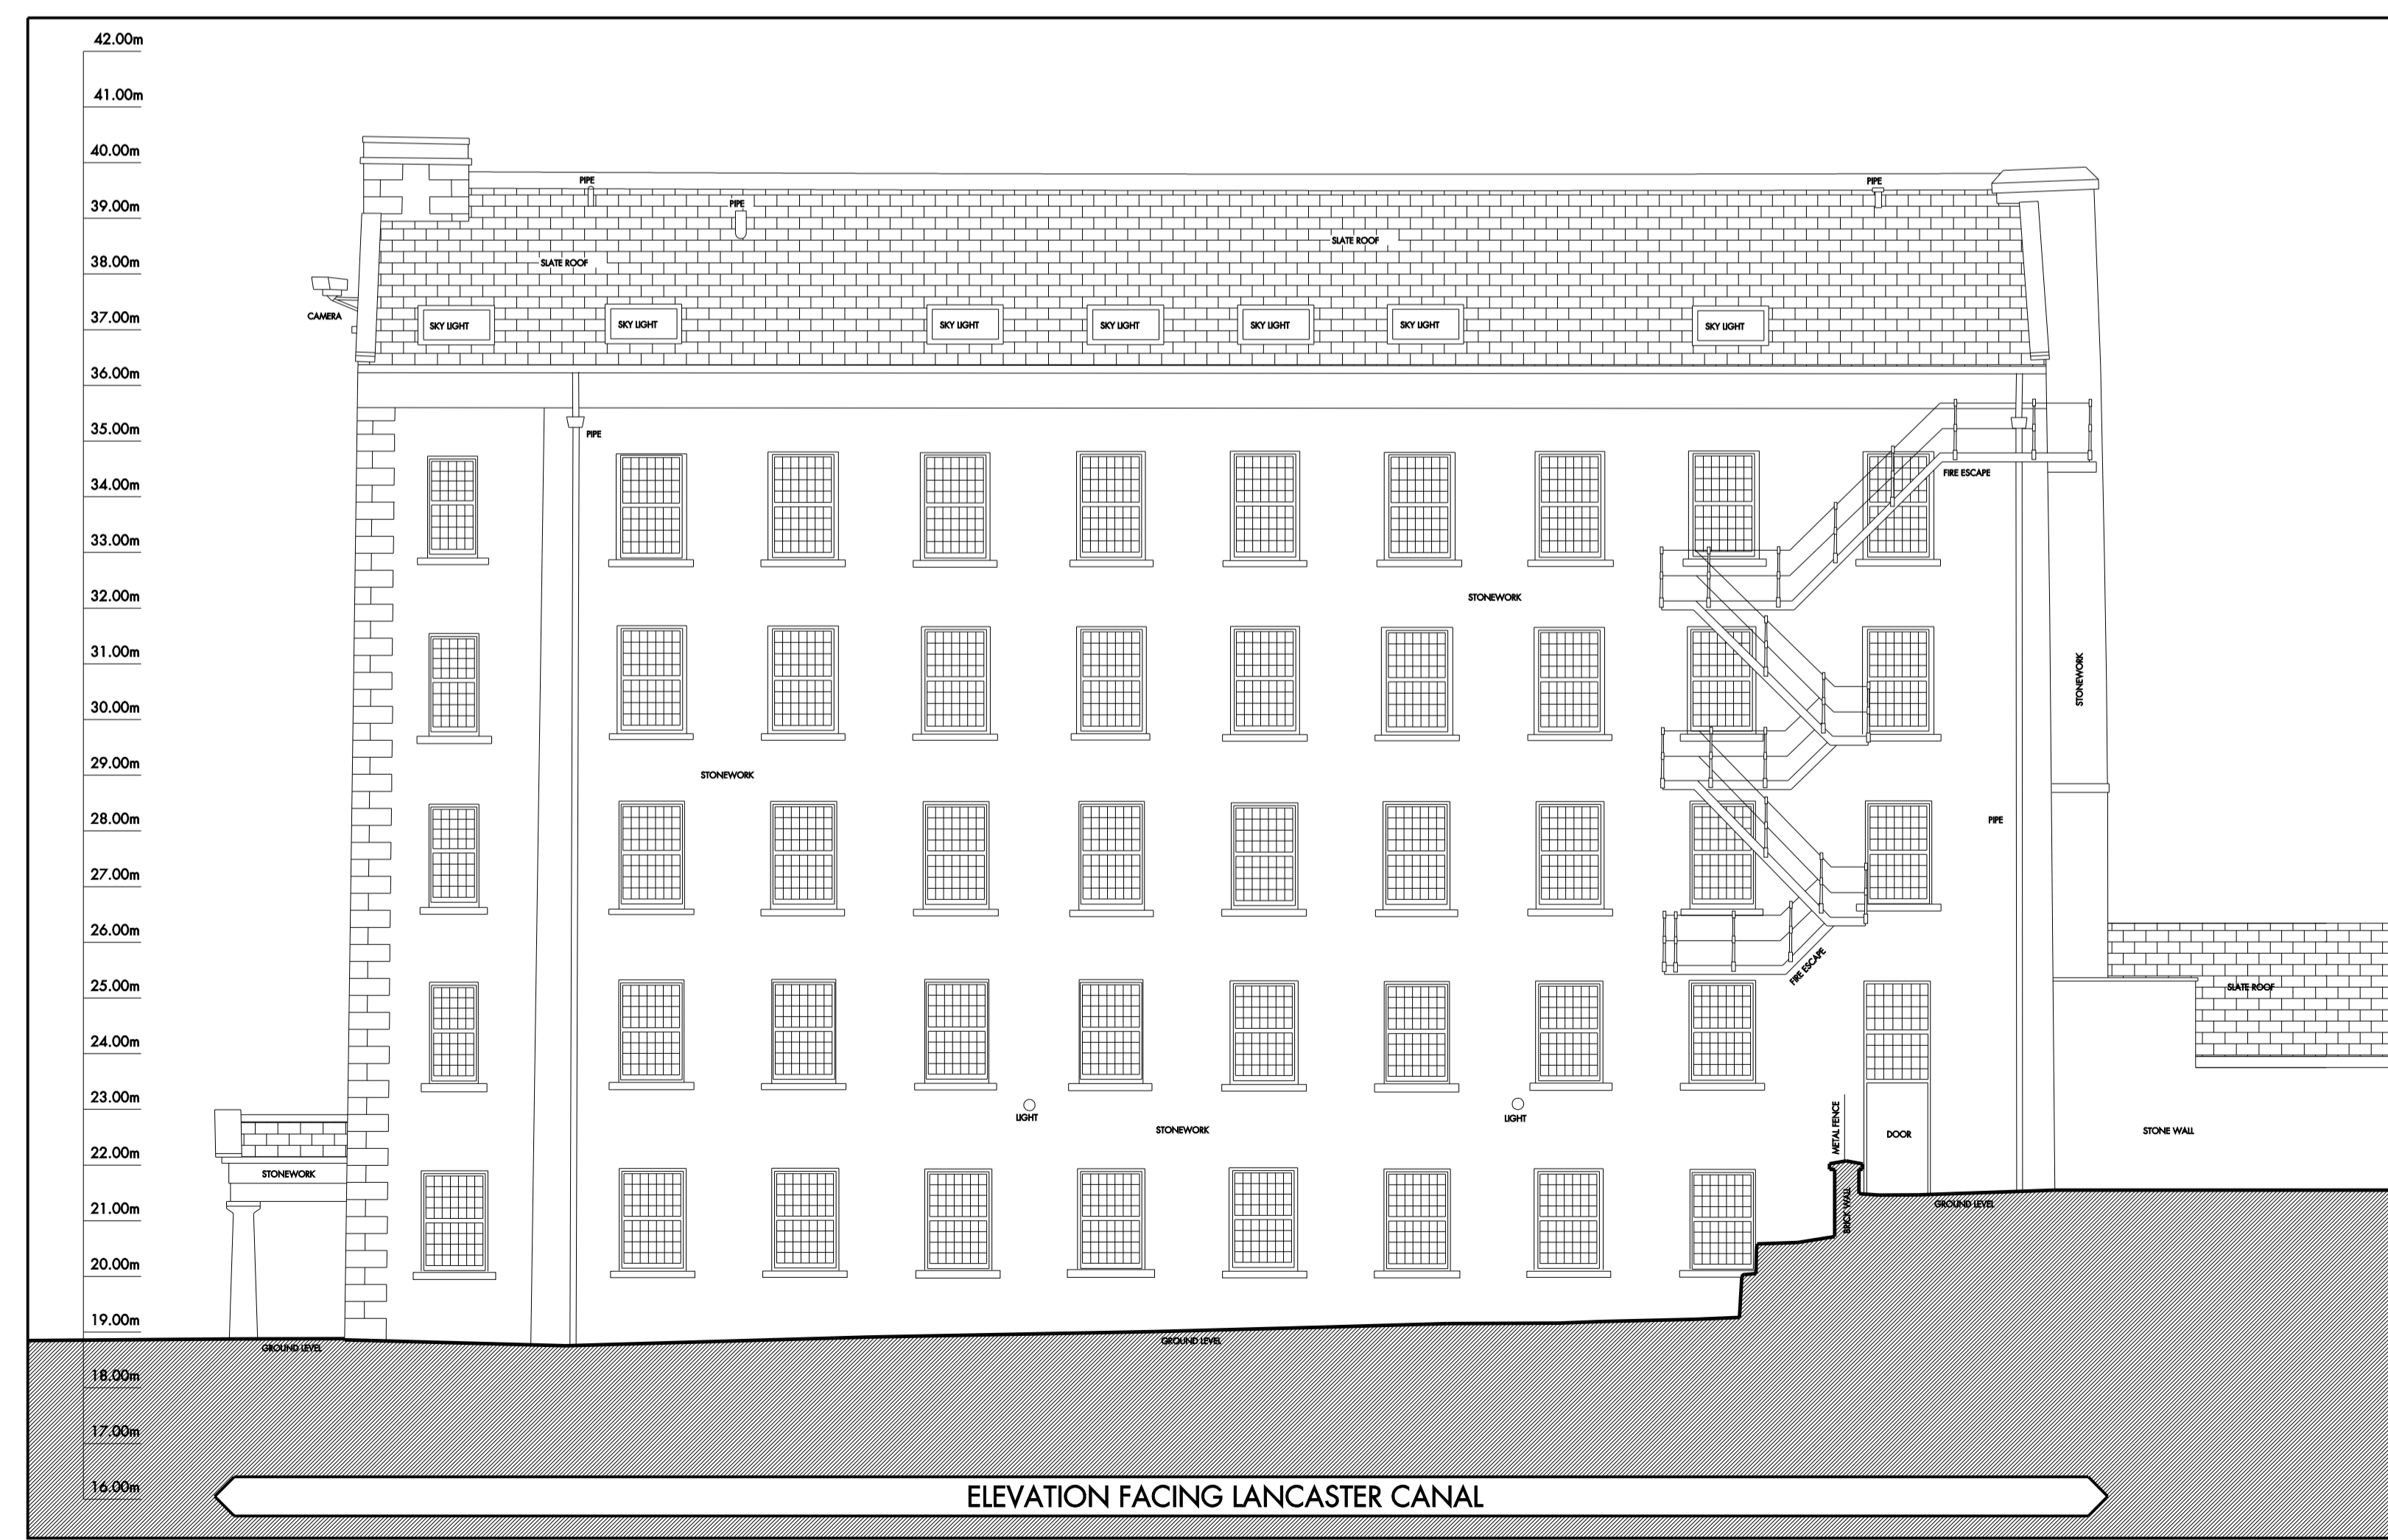 42.00m
41.00m
40.00m
39.00m
38.00m
37.00m
36.00m
35.00m
34.00m
33.00m
32.00m
31.00m
30.00m
29.00m
28.00m
27.00m
26.00m
25.00m
24.00m
23.00m
22.00m
21.00m
20.00m
19.00m
18.00m
17.00m
16.00m
PIPE
PIPE
PIPE
SLATE ROOF
SLATE ROOF
CAMERA
SKY LIGHT
SKY LIGHT
SKY LIGHT
SKY LIGHT
SKY LIGHT
SKY LIGHT
SKY LIGHT
PIPE
FIRE ESCAPE
STONEWORK
STONEWORK
STONEWORK
PIPE
FIRE ESCAPE
SLATE ROOF
LIGHT
LIGHT
STONEWORK
METAL FENCE
DOOR
STONE WALL
STONEWORK
BRICK WALL
GROUND LEVEL
GROUND LEVEL
GROUND LEVEL
ELEVATION FACING LANCASTER CANAL